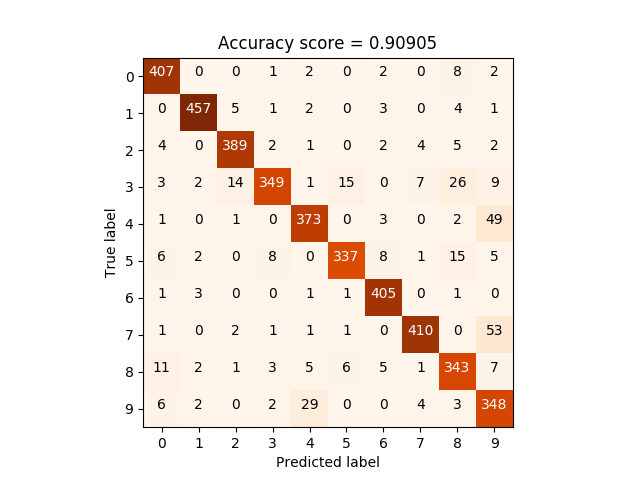 Accuracy score = 0.90905
0 407 0 0 1 2 0 2 0 8 2
1 0 457 5 1 2 0 3 0 4 1
2 4 0 389 2 1 0 2 4 5 2
3 3 2 14 349 1 15 0 7 26 9
4 1 0 1 0 373 0 3 0 2 49
5 6 2 0 8 0 337 8 1 15 5
6 1 3 0 0 1 1 405 0 1 0
7 1 0 2 1 1 1 0 410 0 53
8 11 2 1 3 5 6 5 1 343 7
9 6 2 0 2 29 0 0 4 3 348
0 1 2 3 4 5 6 7 8 9
Predicted label
True label